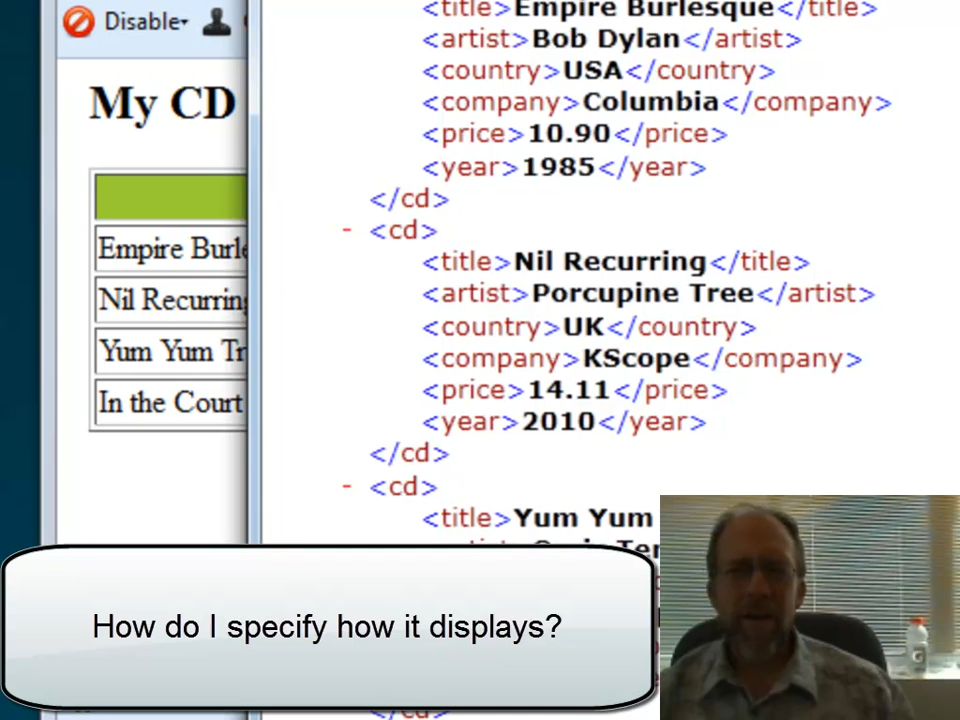 Disable
My CD
Empire Burle
Nil Recurring
Yum Yum Tr
In the Court
<title>Empire Burlesque</title>
<artist>Bob Dylan</artist>
<country>USA</country>
<company>Columbia</company>
<price>10.90</price>
<year>1985</year>
</cd>
- <cd>
<title>Nil Recurring</title>
<artist>Porcupine Tree</artist>
<country>UK</country>
<company>KScope</company>
<price>14.11</price>
<year>2010</year>
</cd>
- <cd>
<title>Yum Yum
How do I specify how it displays?
</cd>